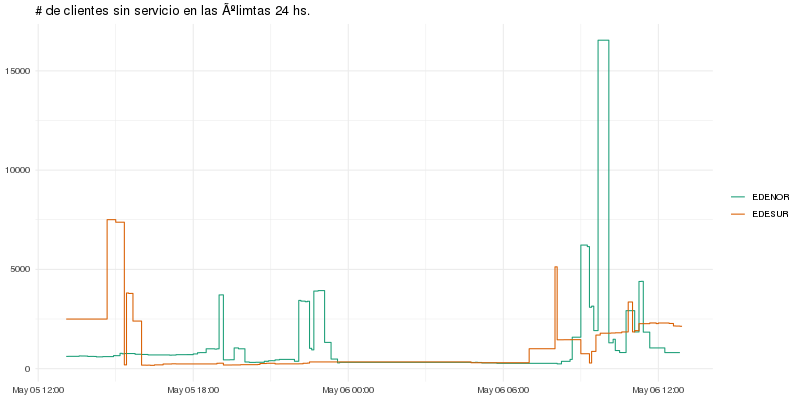 # de clientes sin servicio en las Ãºlimtas 24 hs.
15000
10000
5000
0
May 05 12:00
May 05 18:00
May 06 00:00
May 06 06:00
May 06 12:00
EDENOR
EDESUR